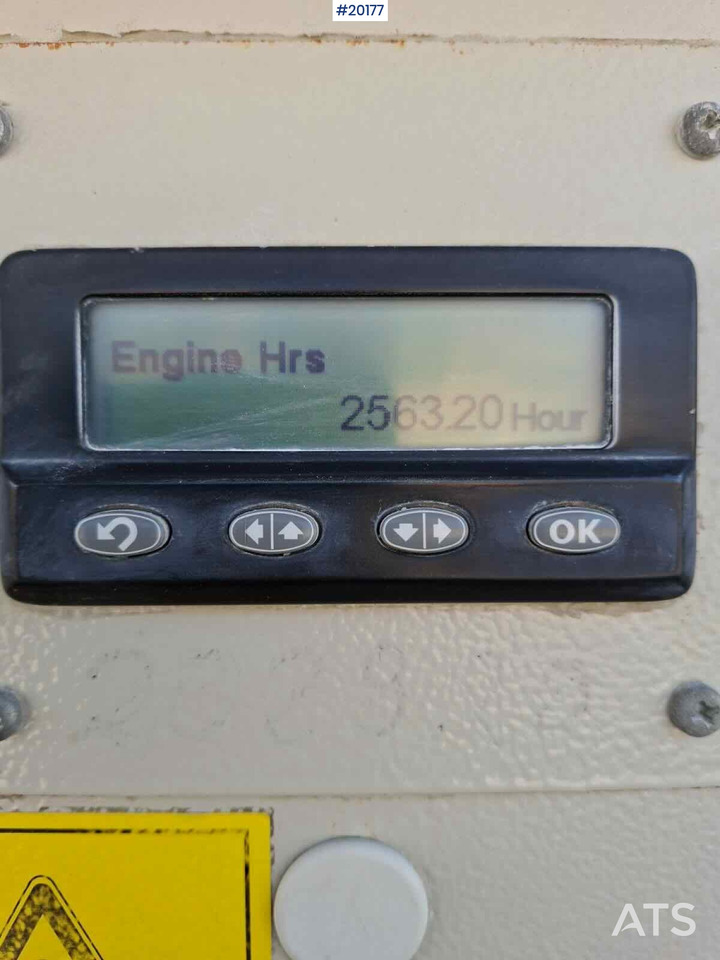 #20177
Engine Hrs
2563.20 Hour
OK
ATS